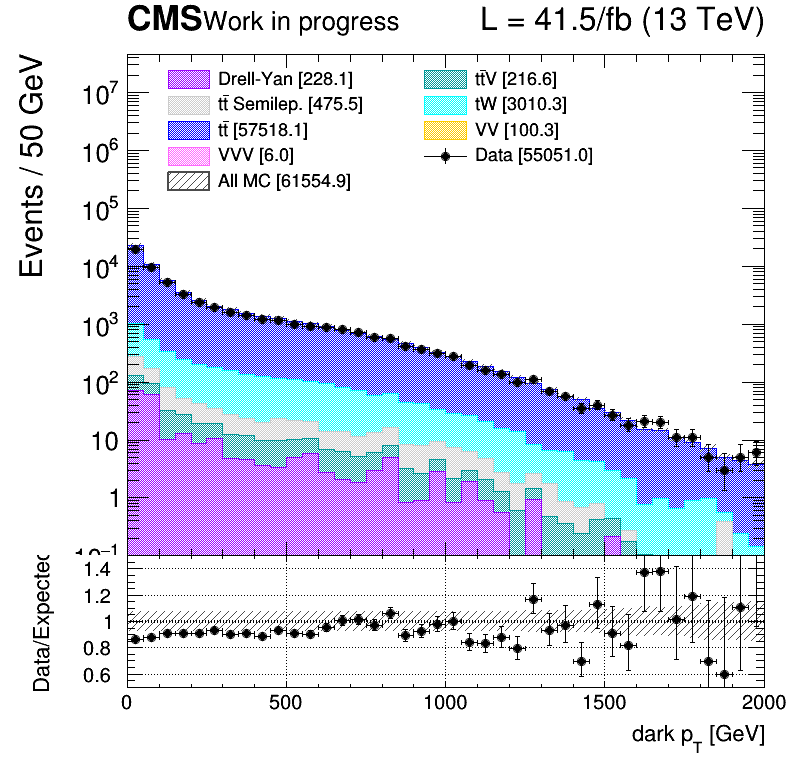 CMS Work in progress L = 41.5/fb (13 TeV)
Events / 50 GeV
Drell-Yan [228.1]
tt̄ Semilep. [475.5]
tt̄ [57518.1]
VVV [6.0]
All MC [61554.9]
tt̄V [216.6]
tW [3010.3]
VV [100.3]
Data [55051.0]
10⁷
10⁶
10⁵
10⁴
10³
10²
10
1
10⁻¹
Data/Expected
1.4
1.2
1
0.8
0.6
0 500 1000 1500 2000
dark p_T [GeV]